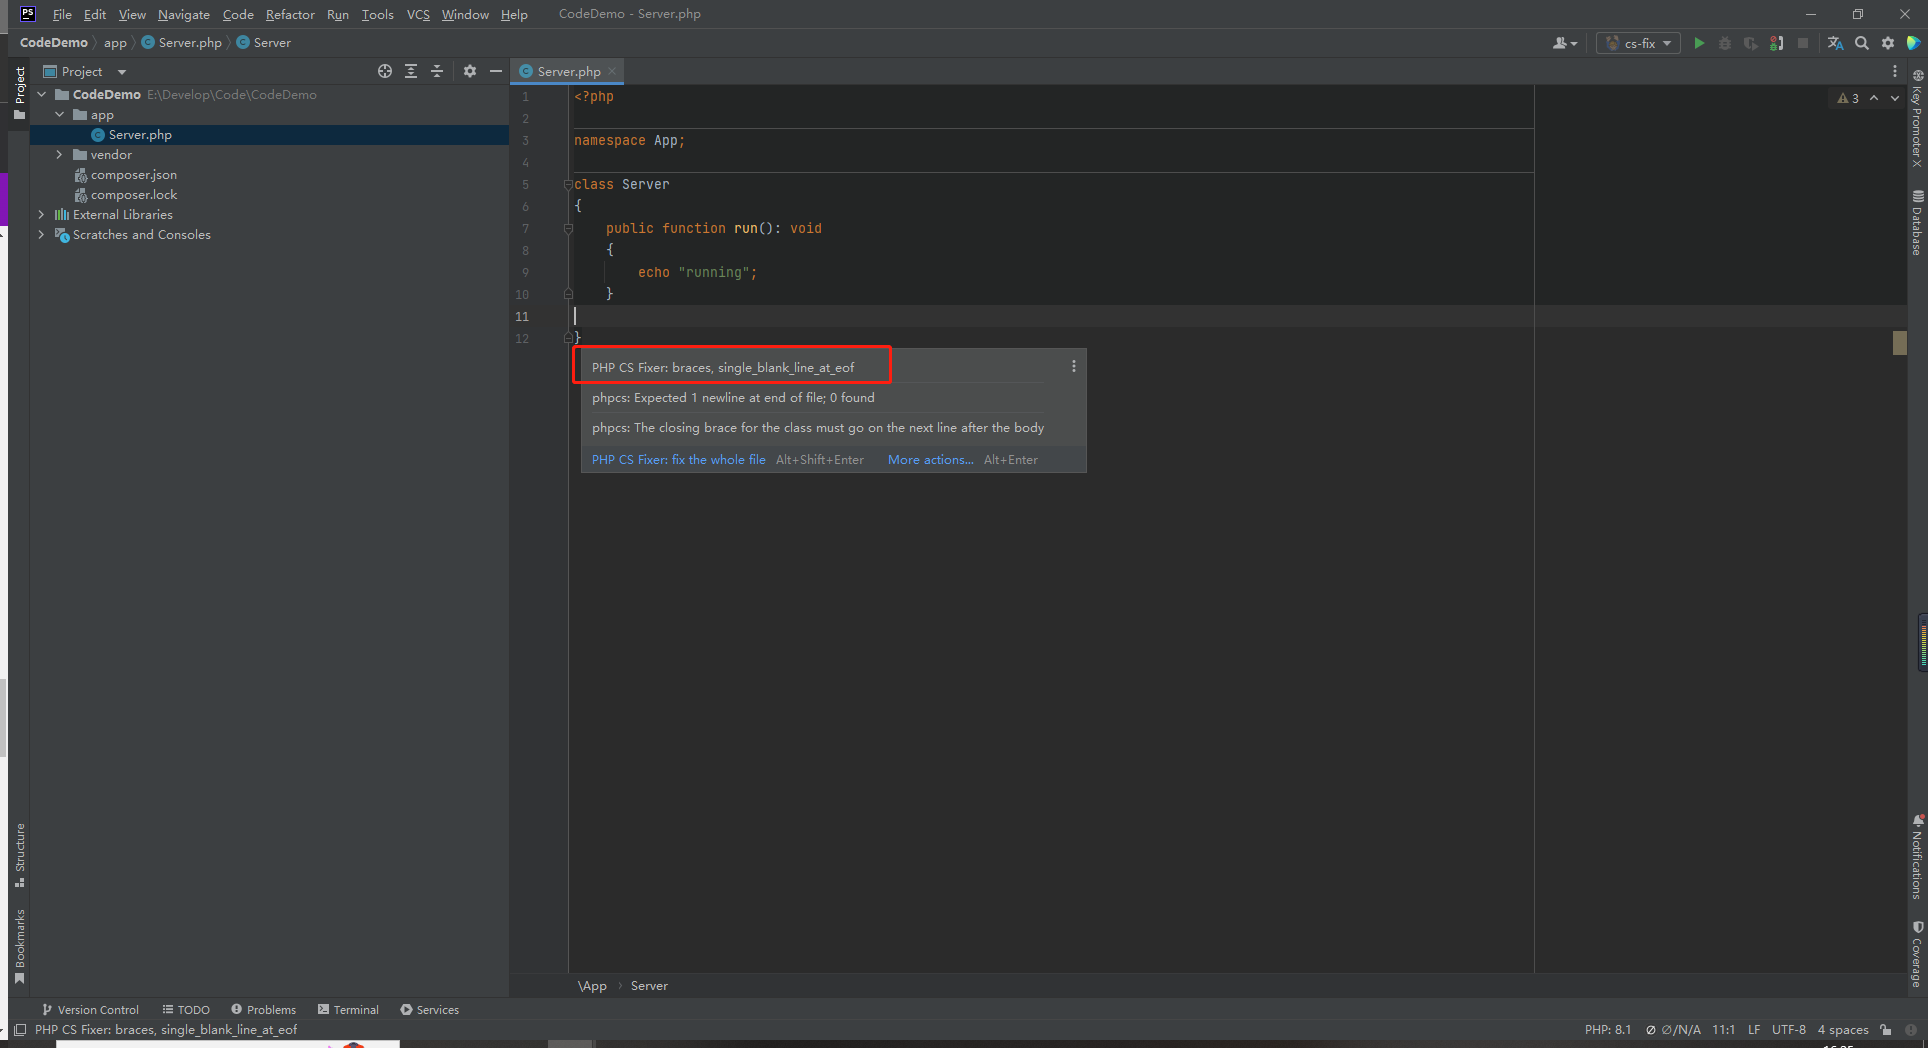 PS File Edit View Navigate Code Refactor Run Tools VCS Window Help CodeDemo - Server.php
CodeDemo app Server.php Server
cs-fix
Project
Server.php
CodeDemo E:\Develop\Code\CodeDemo
app
Server.php
vendor
composer.json
composer.lock
External Libraries
Scratches and Consoles
Project
Structure
Bookmarks
1 <?php
2
3 namespace App;
4
5 class Server
6 {
7 public function run(): void
8 {
9 echo "running";
10 }
11
12 }
3
PHP CS Fixer: braces, single_blank_line_at_eof
phpcs: Expected 1 newline at end of file; 0 found
phpcs: The closing brace for the class must go on the next line after the body
PHP CS Fixer: fix the whole file Alt+Shift+Enter More actions... Alt+Enter
Key Promoter X
Database
Notifications
Coverage
\App Server
Version Control TODO Problems Terminal Services
PHP CS Fixer: braces, single_blank_line_at_eof
PHP: 8.1 ∅/N/A 11:1 LF UTF-8 4 spaces